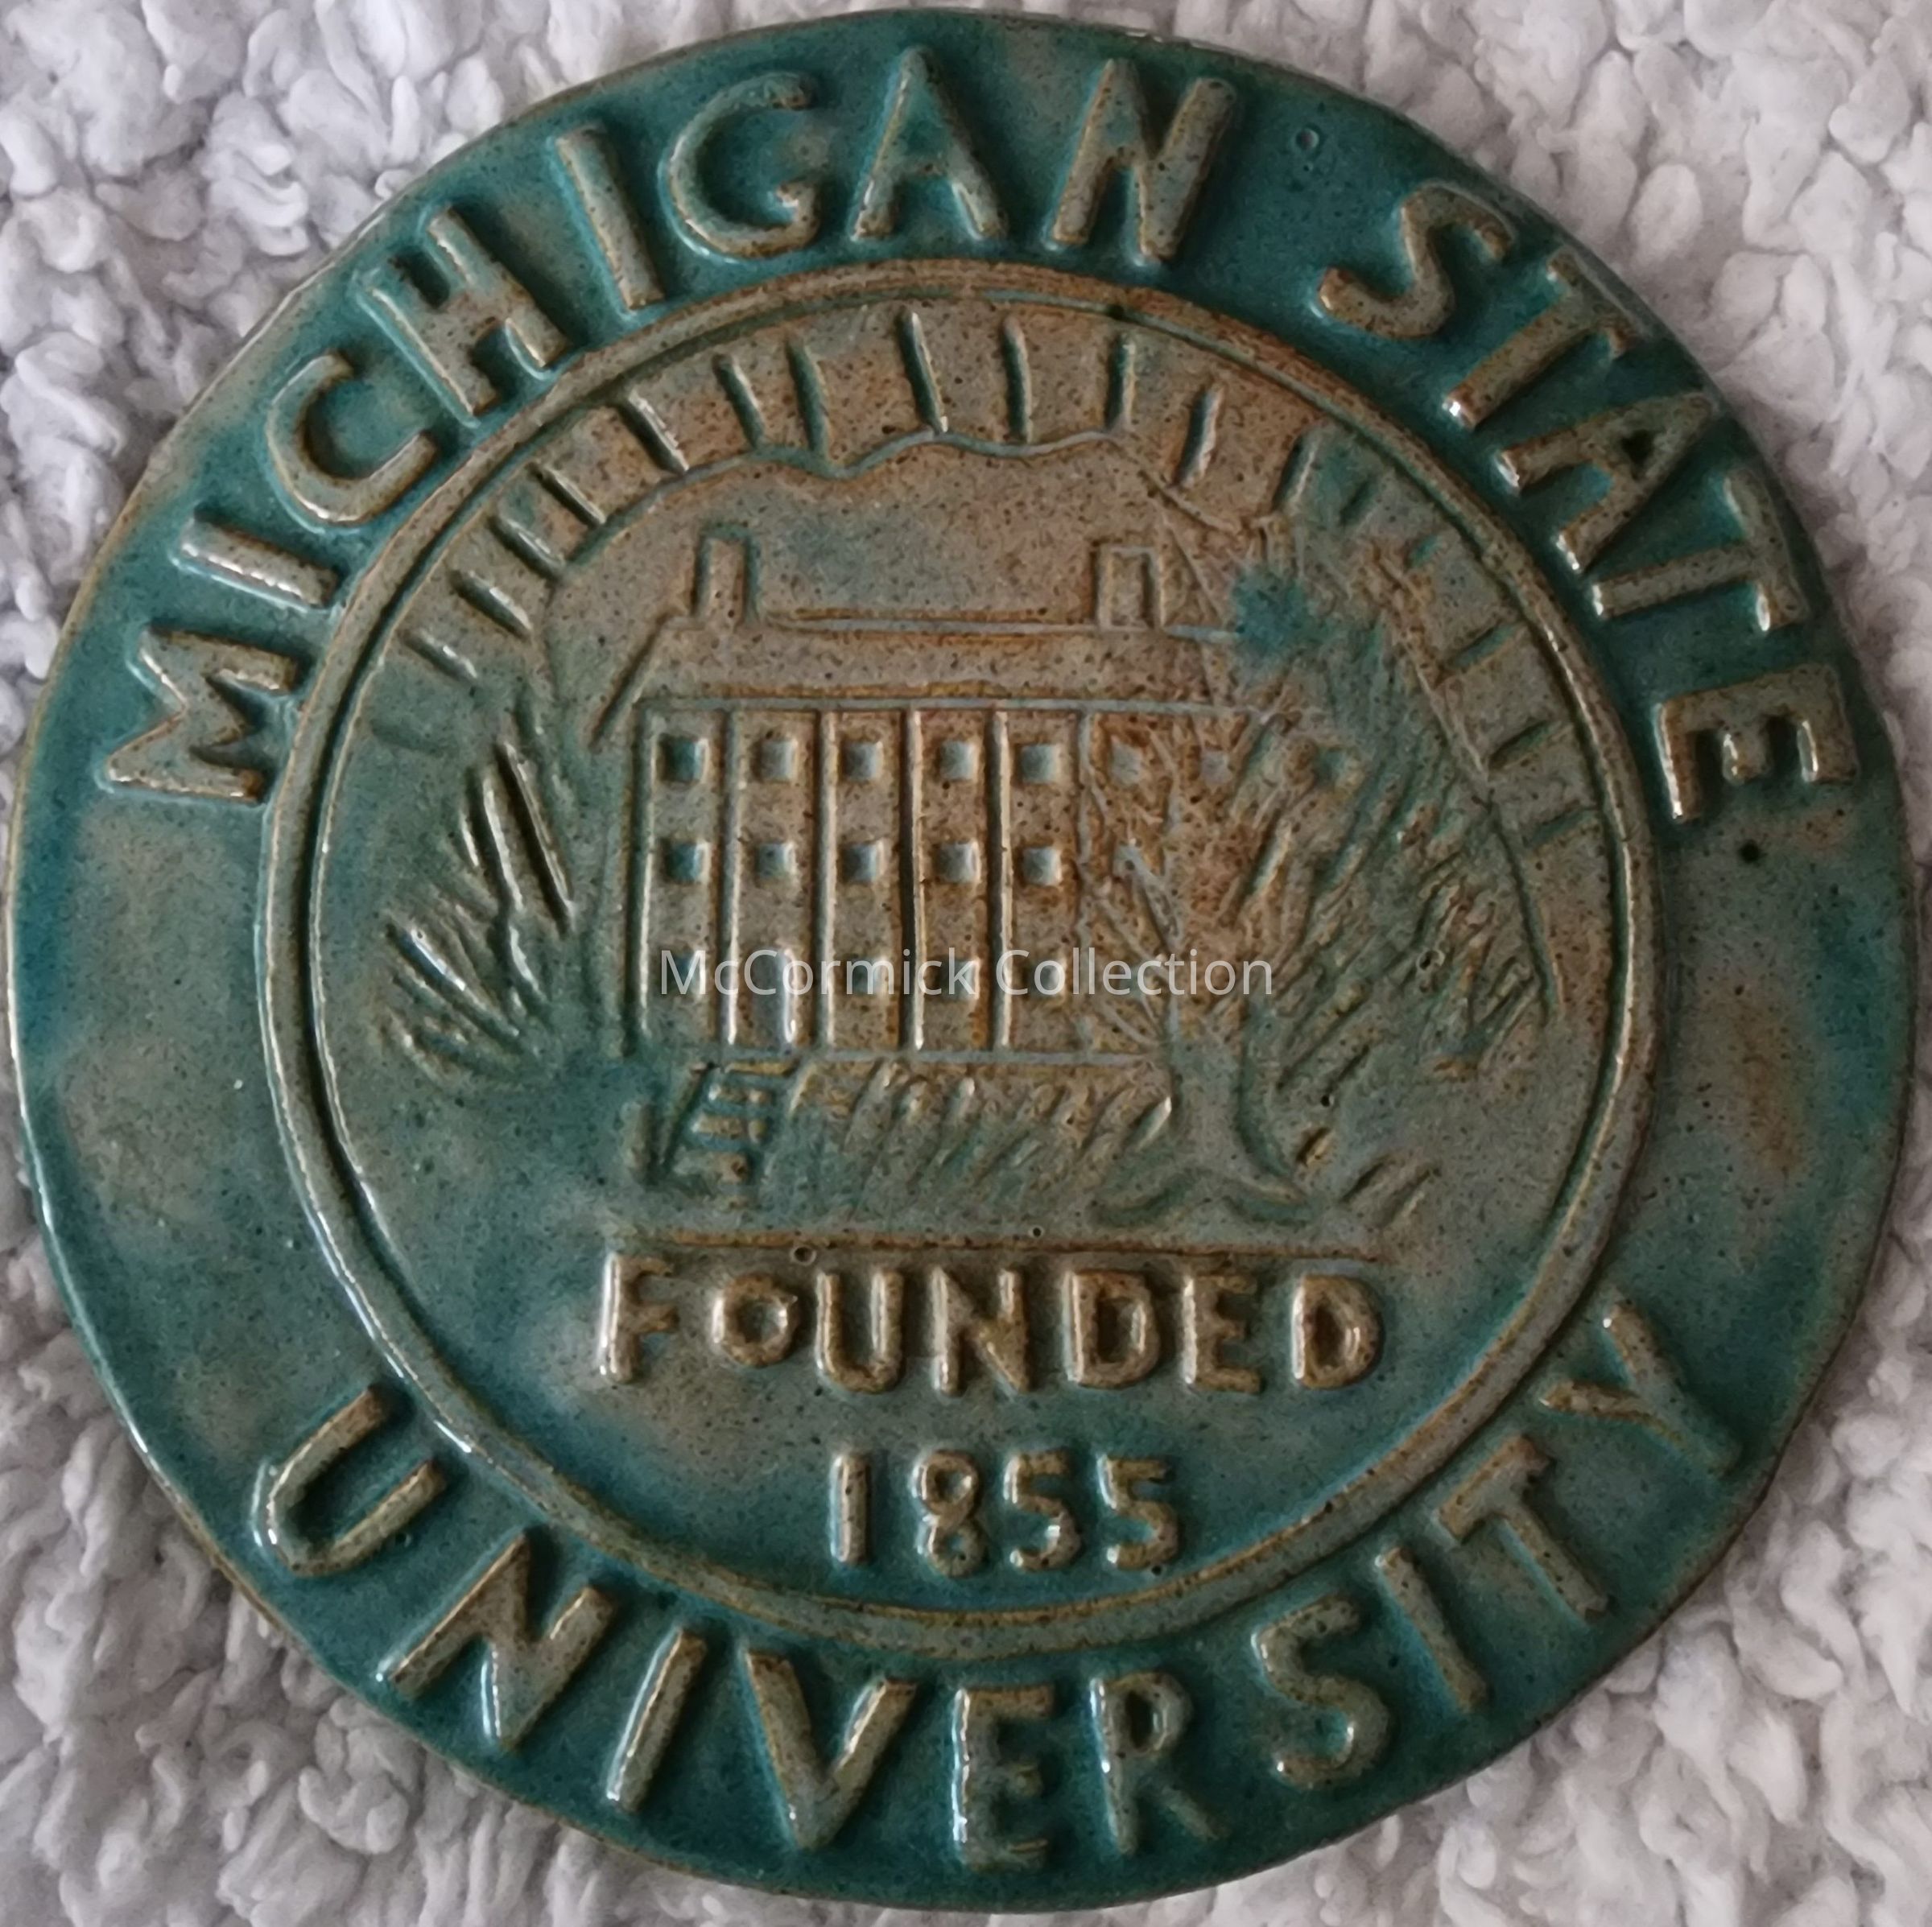 MICHIGAN STATE
McCormick Collection
FOUNDED
1855
UNIVERSITY